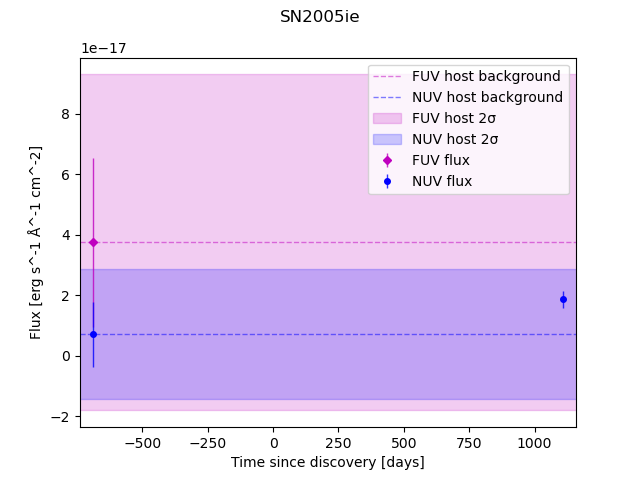 SN2005ie
1e−17
FUV host background
NUV host background
FUV host 2σ
NUV host 2σ
FUV flux
NUV flux
8
6
4
2
0
−2
Flux [erg s^-1 Å^-1 cm^-2]
−500 −250 0 250 500 750 1000
Time since discovery [days]